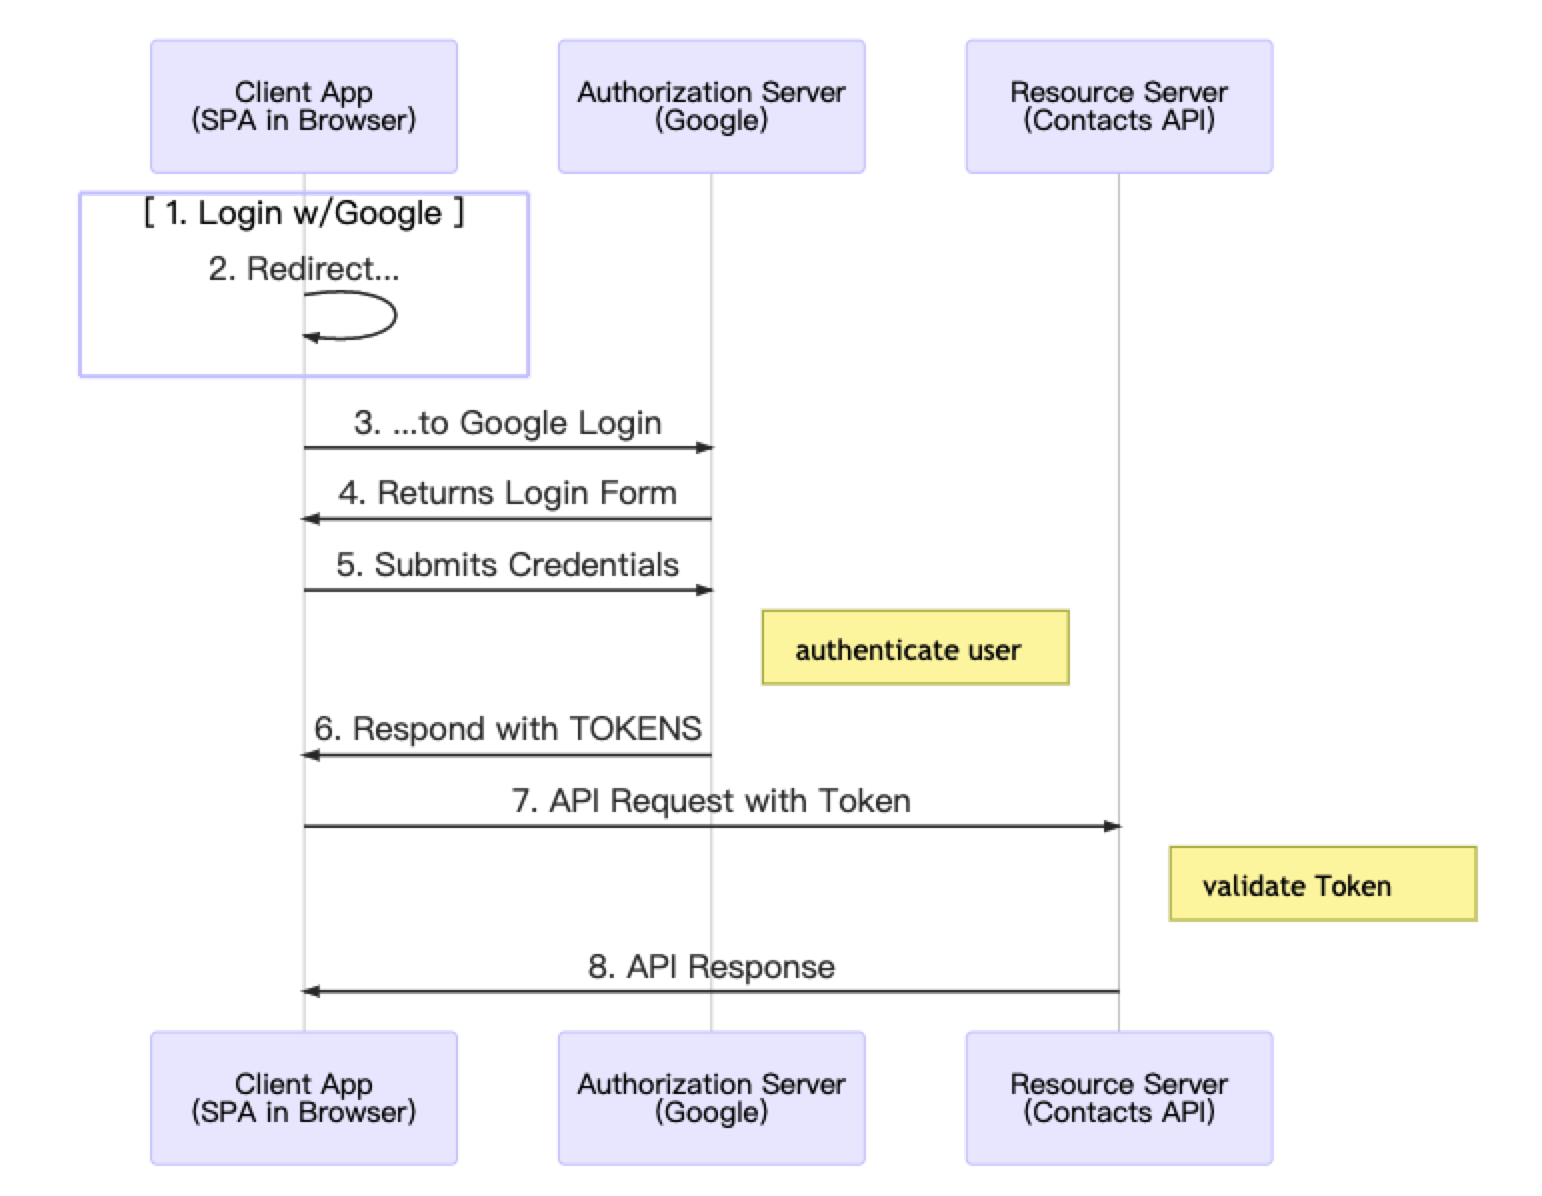 Client App
(SPA in Browser)
Authorization Server
(Google)
Resource Server
(Contacts API)
[ 1. Login w/Google ]
2. Redirect...
3. ...to Google Login
4. Returns Login Form
5. Submits Credentials
authenticate user
6. Respond with TOKENS
7. API Request with Token
validate Token
8. API Response
Client App
(SPA in Browser)
Authorization Server
(Google)
Resource Server
(Contacts API)